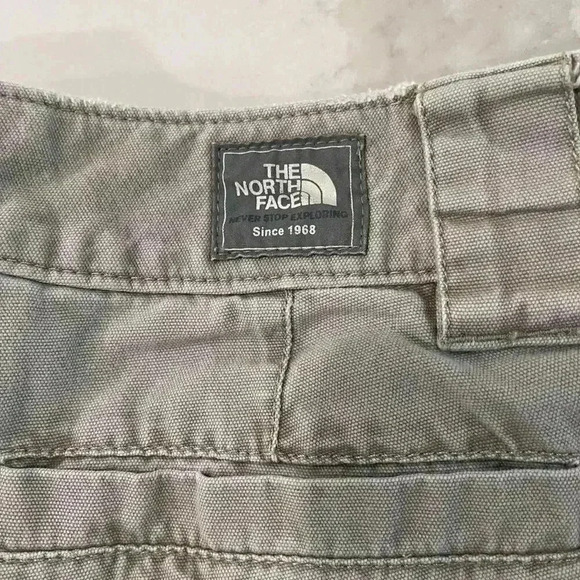 THE
NORTH
FACE
NEVER STOP EXPLORING
Since 1968